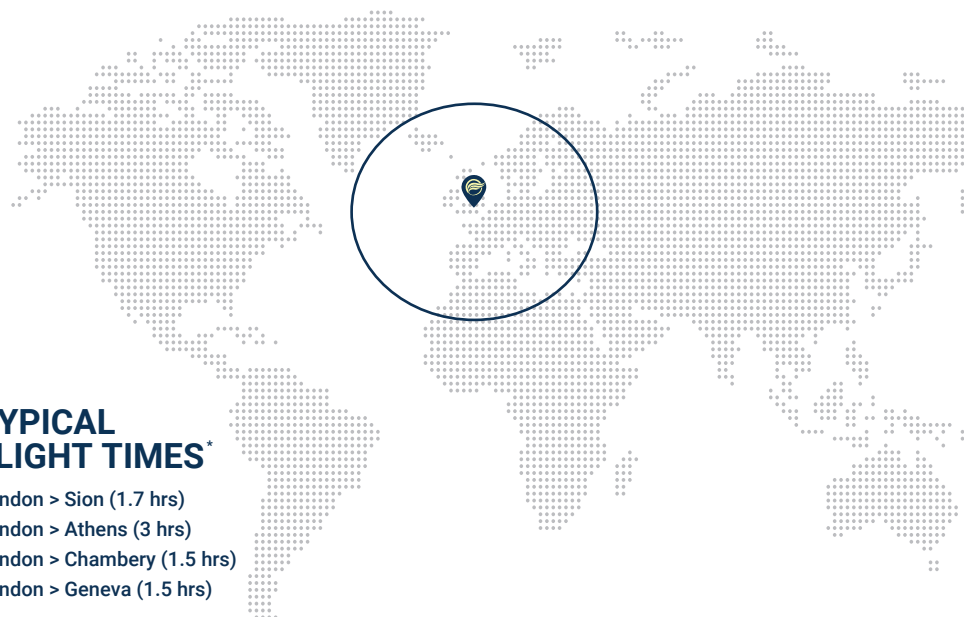 YPICAL
LIGHT TIMES*
ndon > Sion (1.7 hrs)
ndon > Athens (3 hrs)
ndon > Chambery (1.5 hrs)
ndon > Geneva (1.5 hrs)